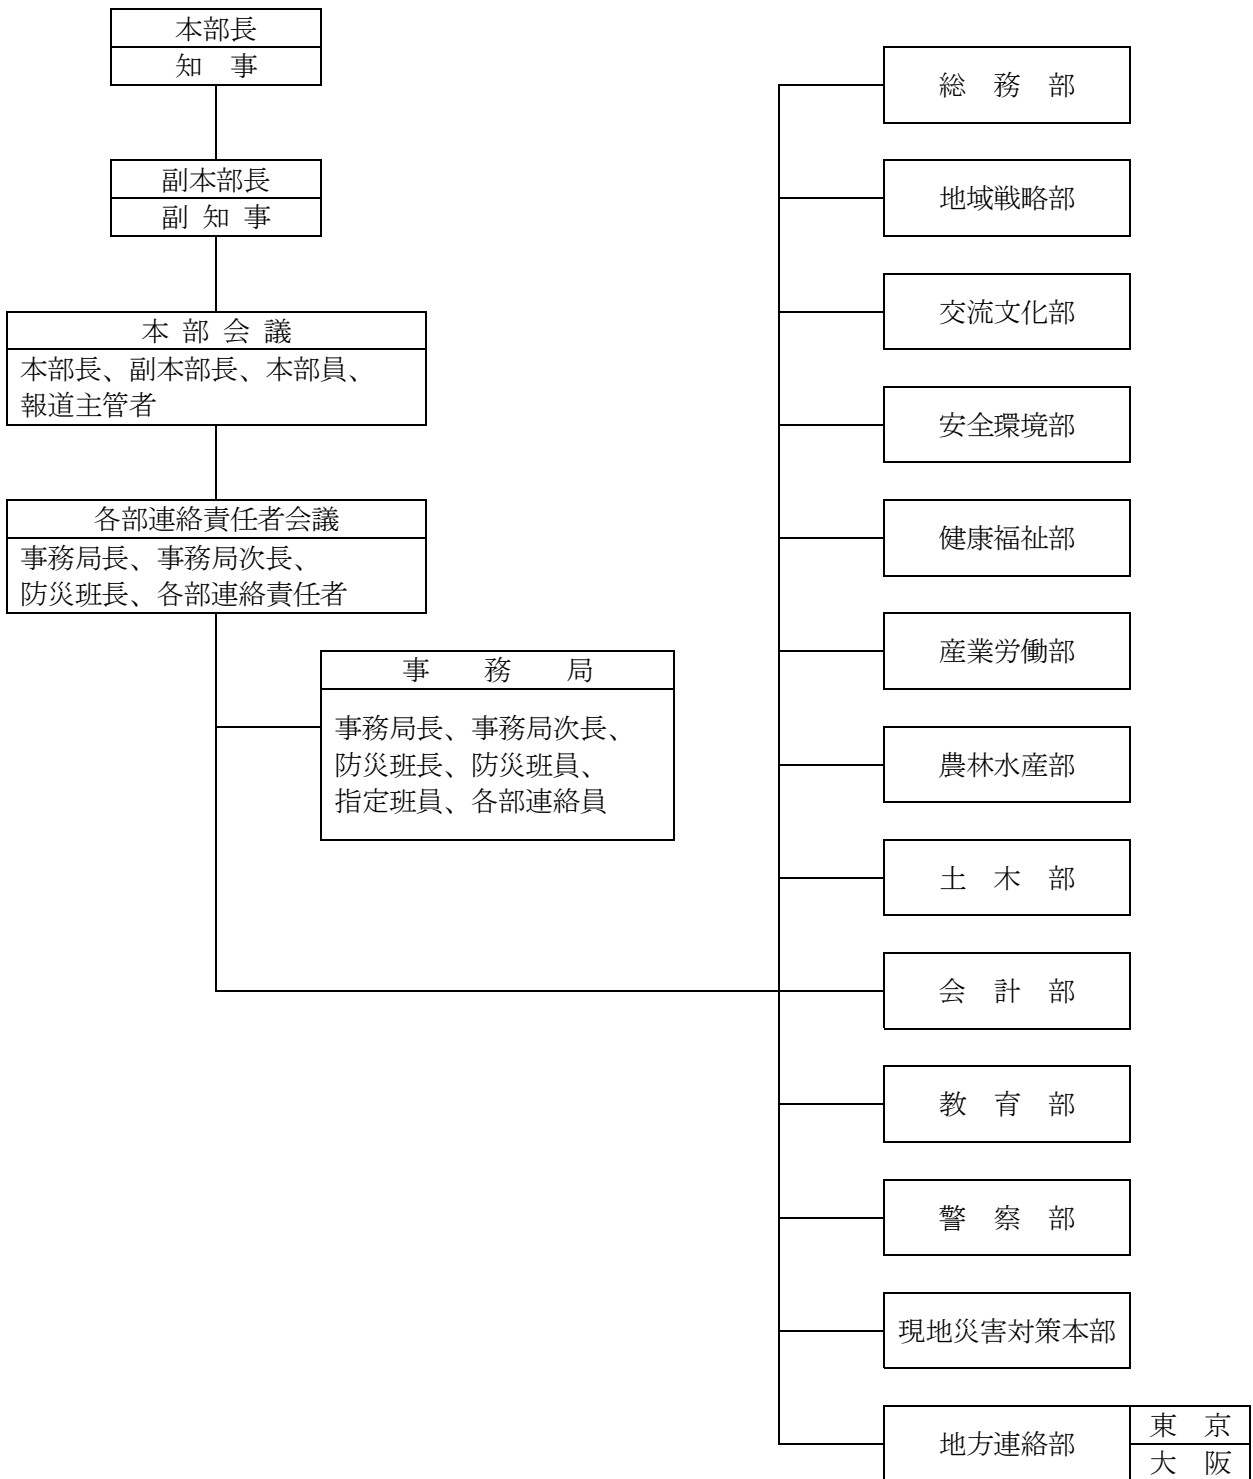 本部長
知　事
副本部長
副 知 事
本 部 会 議
本部長、副本部長、本部員、
報道主管者
各部連絡責任者会議
事務局長、事務局次長、
防災班長、各部連絡責任者
事　務　局
事務局長、事務局次長、
防災班長、防災班員、
指定班員、各部連絡員
総　務　部
地域戦略部
交流文化部
安全環境部
健康福祉部
産業労働部
農林水産部
土　木　部
会　計　部
教　育　部
警　察　部
現地災害対策本部
地方連絡部
東　京
大　阪